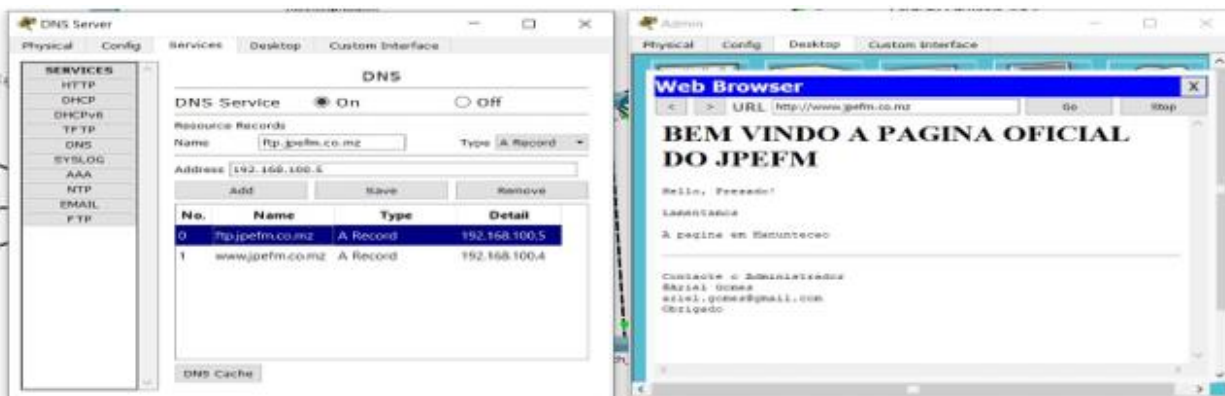 DNS Server
Physical Config Services Desktop Custom Interface
SERVICES
HTTP
DHCP
DHCPv6
TFTP
DNS
SYSLOG
AAA
NTP
EMAIL
FTP
DNS
DNS Service On Off
Resource Records
Name ftp.jpefm.co.mz Type A Record
Address 192.168.100.5
Add Save Remove
No. Name Type Detail
0 ftp.jpefm.co.mz A Record 192.168.100.5
1 www.jpefm.co.mz A Record 192.168.100.4
DNS Cache
Admin
Physical Config Desktop Custom Interface
Web Browser X
< > URL http://www.jpefm.co.mz Go Stop
BEM VINDO A PAGINA OFICIAL
DO JPEFM
Hello, Prezado!
Lamentamos
A pagina em
Contacte o Administrador
Gomes
ariel.gomes@gmail.com
Obrigado